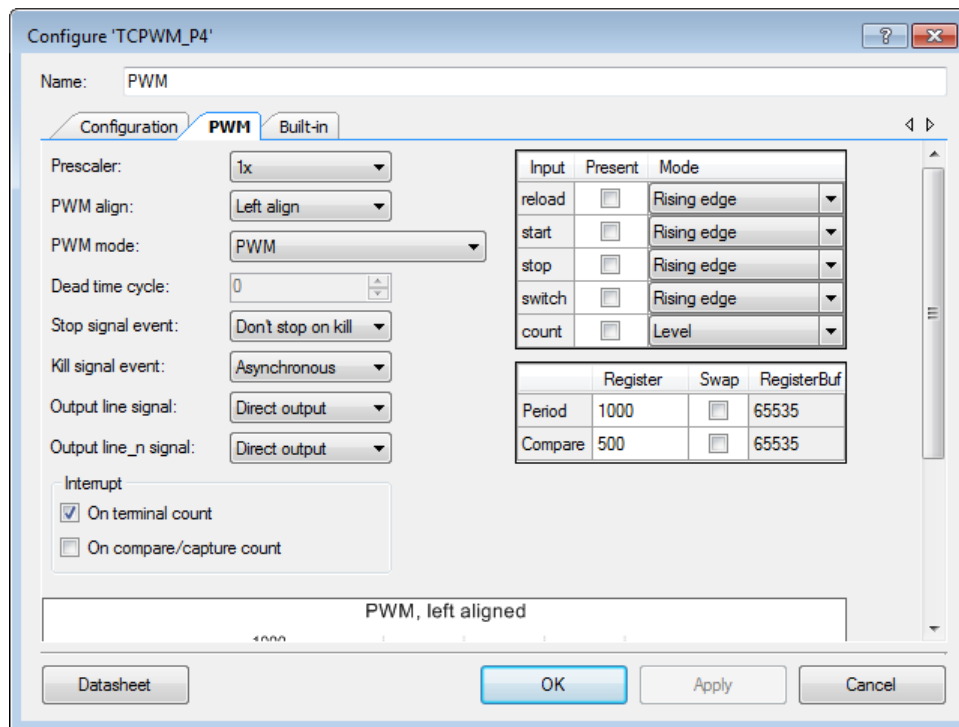 Configure 'TCPWM_P4'
Name: PWM
Configuration PWM Built-in
Prescaler: 1x
PWM align: Left align
PWM mode: PWM
Dead time cycle: 0
Stop signal event: Don't stop on kill
Kill signal event: Asynchronous
Output line signal: Direct output
Output line_n signal: Direct output
Interrupt
On terminal count
On compare/capture count
Input Present Mode
reload Rising edge
start Rising edge
stop Rising edge
switch Rising edge
count Level
Register Swap RegisterBuf
Period 1000 65535
Compare 500 65535
PWM, left aligned
1000
Datasheet OK Apply Cancel